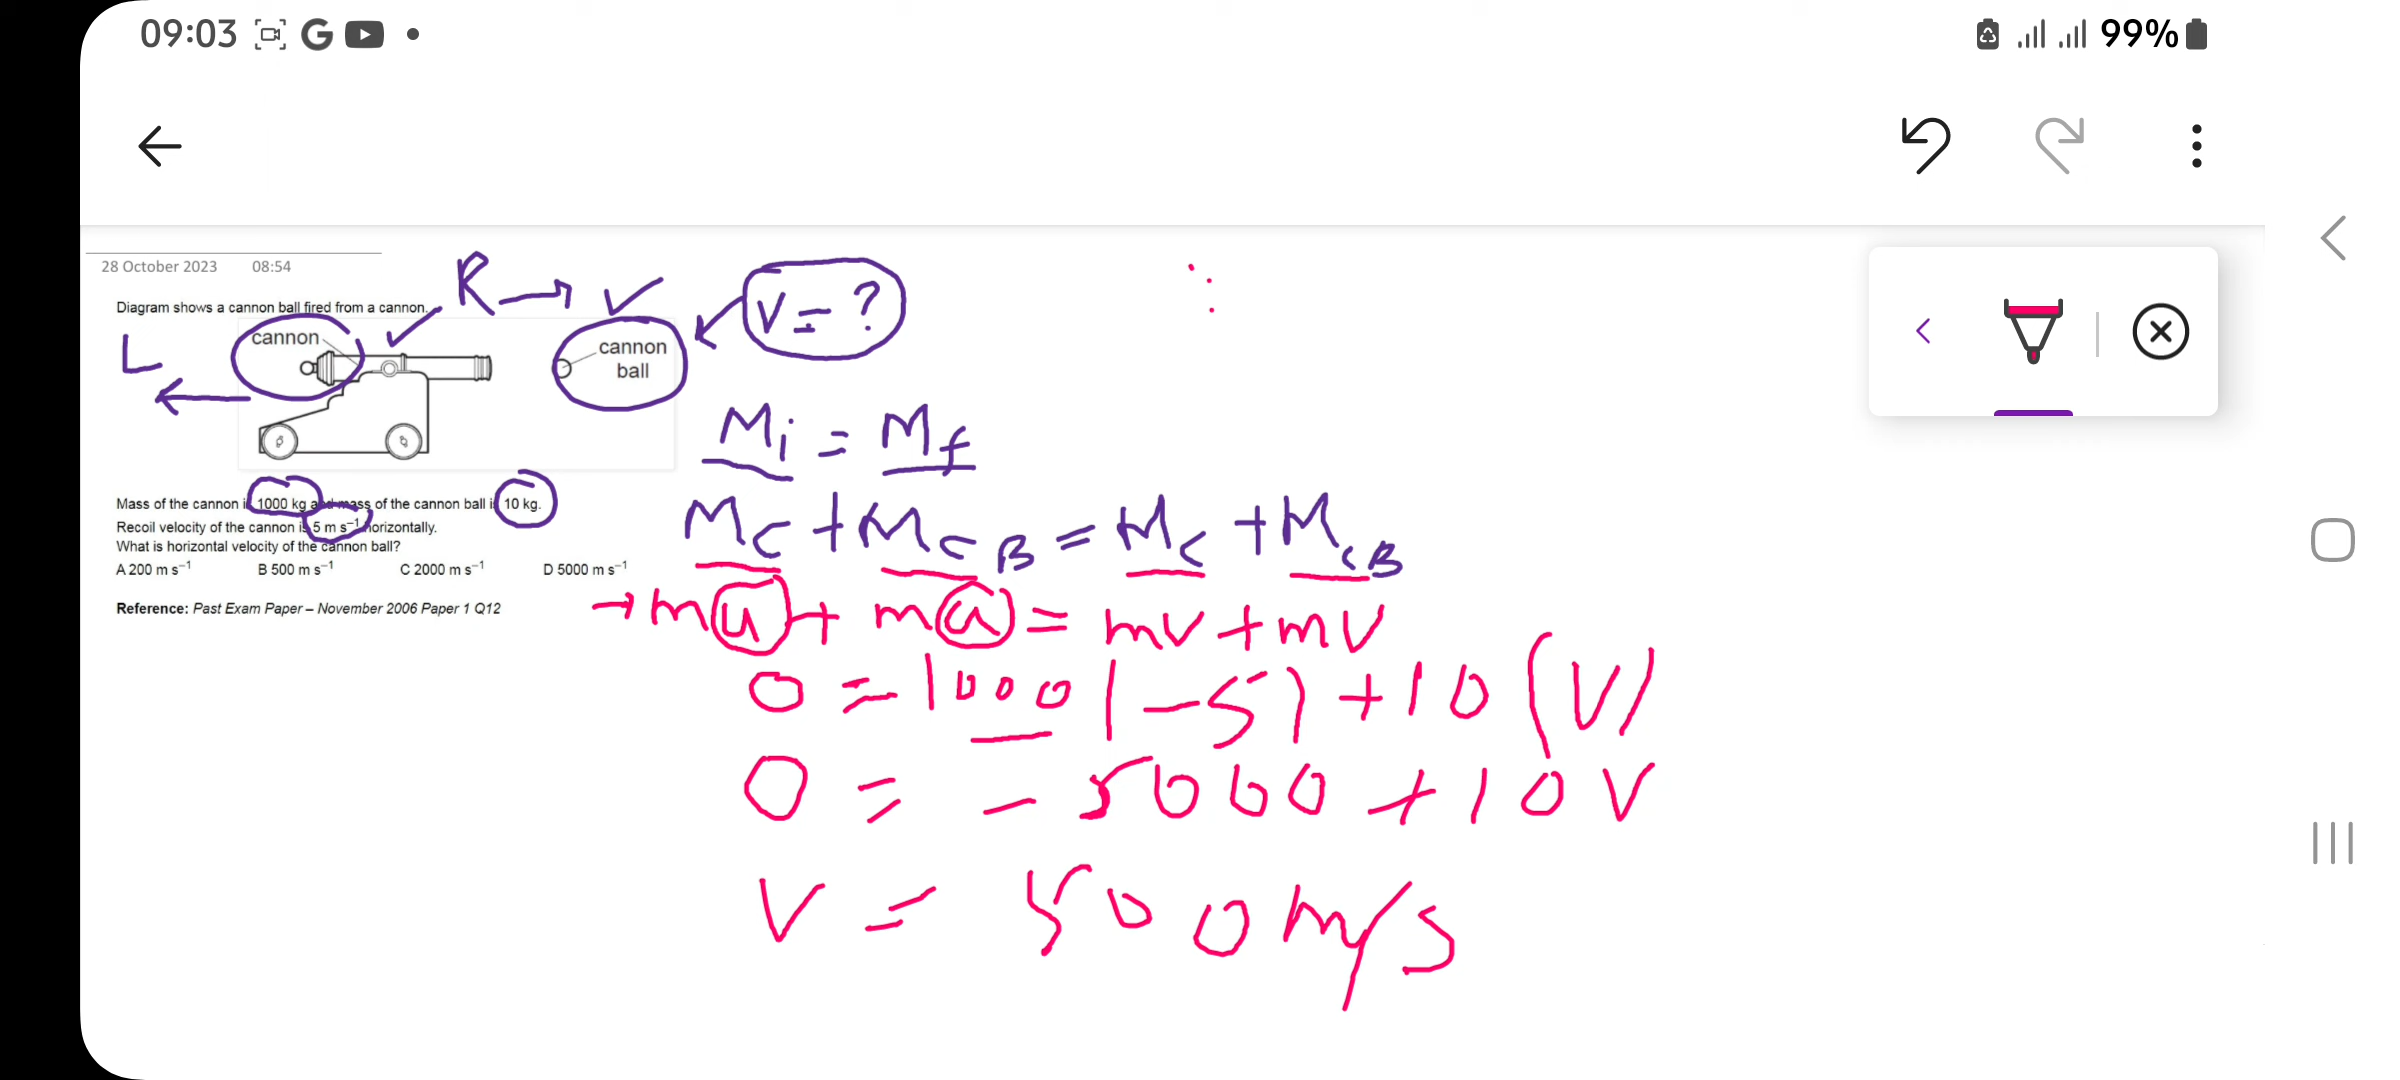 09:03 G 99%
28 October 2023 08:54
Diagram shows a cannon ball fired from a cannon.
R → V
V = ?
L
cannon
cannon
ball
Mi = Mf
Mass of the cannon is 1000 kg and mass of the cannon ball is 10 kg.
Recoil velocity of the cannon is 5 m s⁻¹ horizontally.
What is horizontal velocity of the cannon ball?
A 200 m s⁻¹ B 500 m s⁻¹ C 2000 m s⁻¹ D 5000 m s⁻¹
Reference: Past Exam Paper – November 2006 Paper 1 Q12
Mc + McB = Mc + McB
→ mu + mu = mv + mv
0 = 1000 (-5) + 10 (V)
0 = - 5000 + 10 V
V = 500 m/s